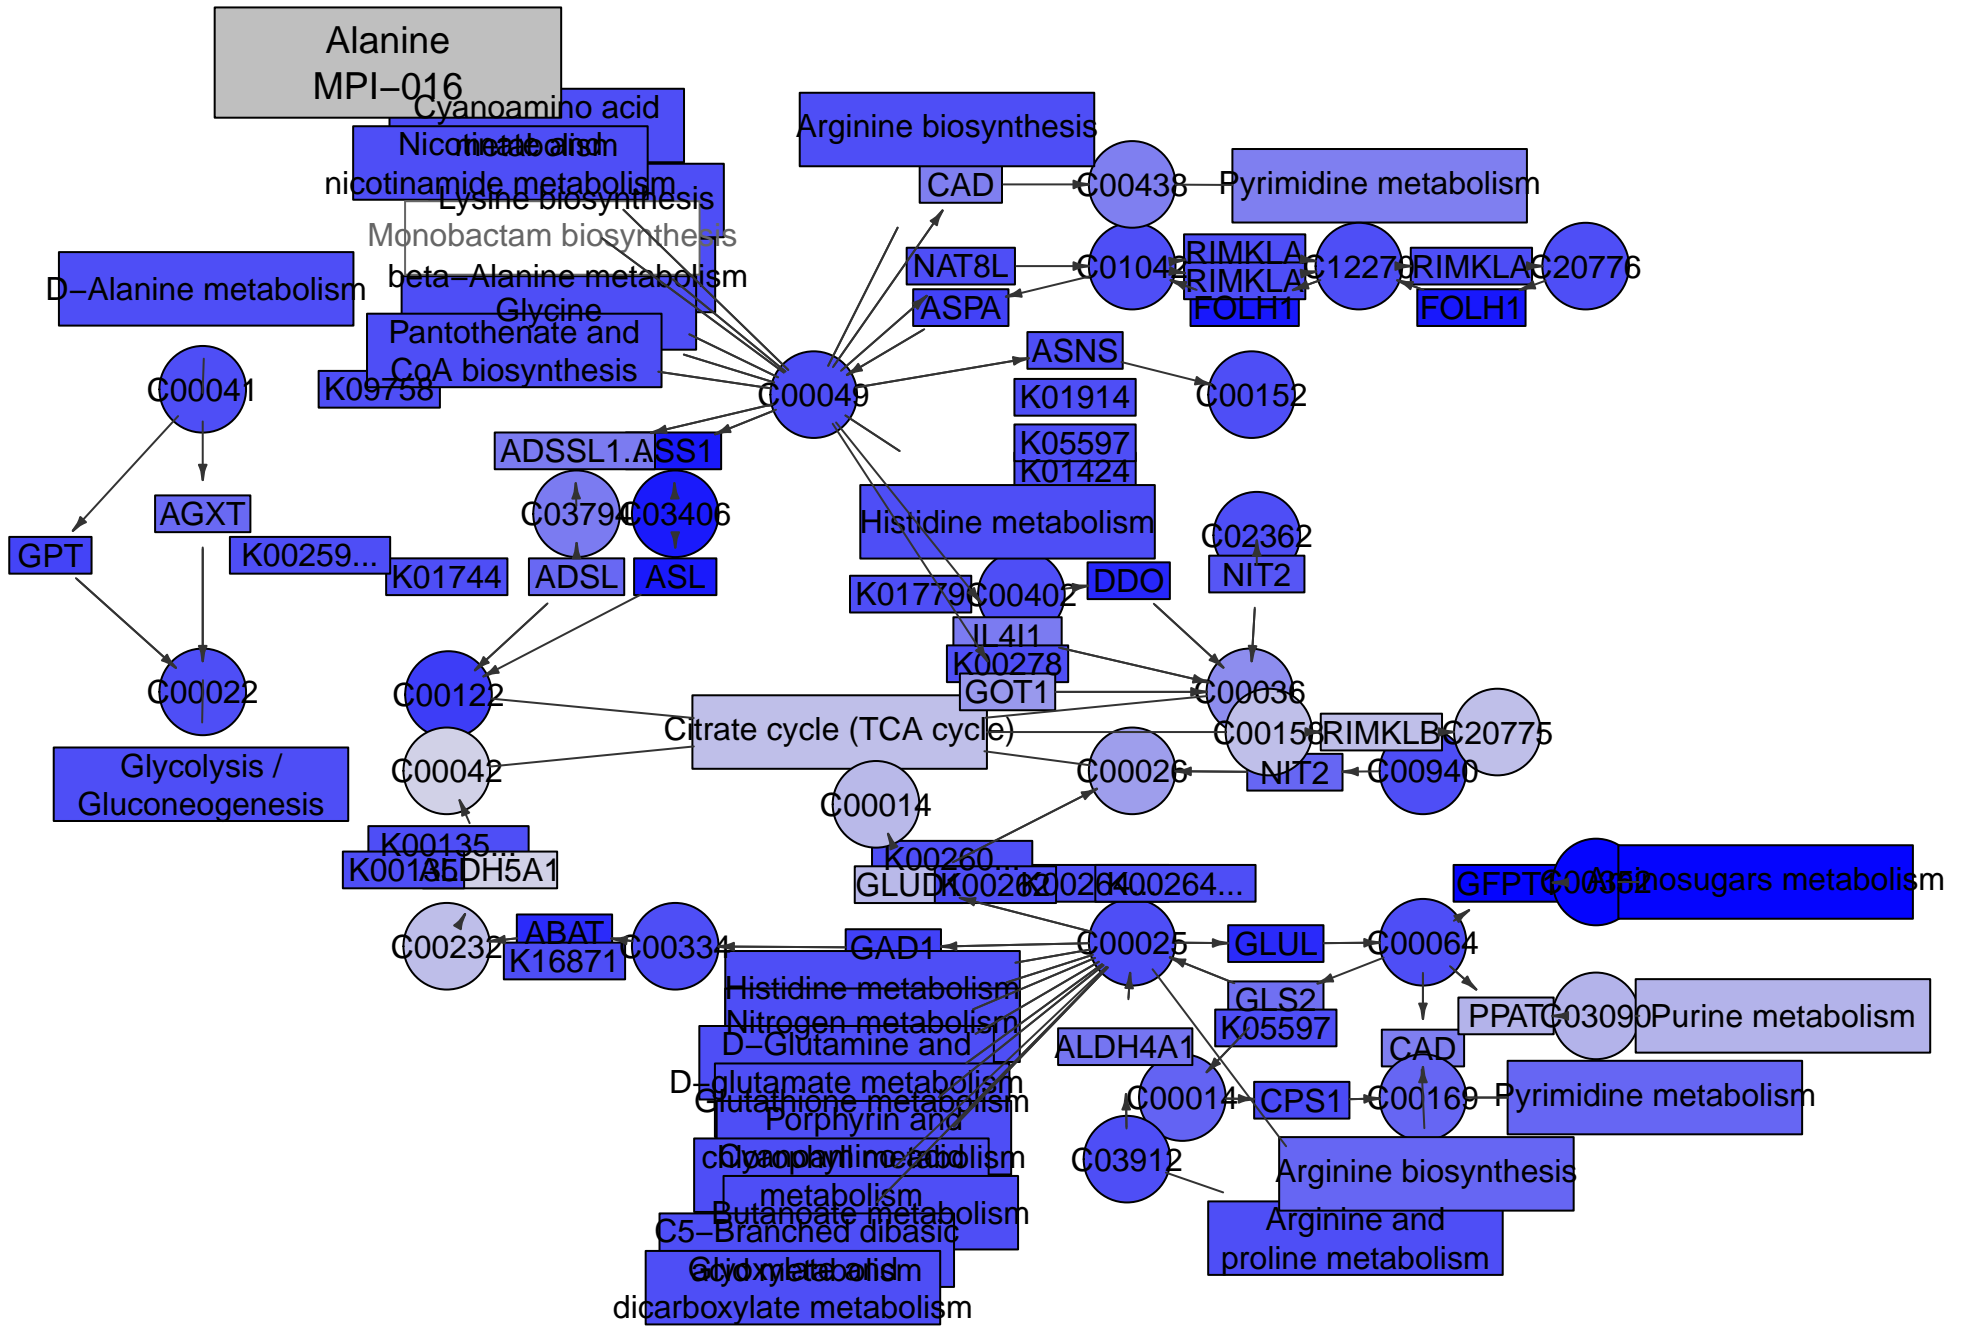 Alanine
MPI−016
Cyanoamino acid
metabolism
Nicotinate and
nicotinamide metabolism
Lysine biosynthesis
Monobactam biosynthesis
beta−Alanine metabolism
Glycine
Pantothenate and
CoA biosynthesis
Arginine biosynthesis
CAD
C00438
Pyrimidine metabolism
NAT8L
C01042
RIMKLA
RIMKLA
C12270
RIMKLA
C20776
ASPA
FOLH1
FOLH1
D−Alanine metabolism
ASNS
C00041
K09758
C00049
K01914
C00152
ADSSL1...
ASS1
K05597
K01424
AGXT
C03794
C03406
Histidine metabolism
C02362
GPT
K00259...
K01744
ADSL
ASL
K01779
C00402
DDO
NIT2
IL4I1
K00278
C00022
C00122
GOT1
C00036
Citrate cycle (TCA cycle)
C00158
RIMKLB
C20775
Glycolysis /
Gluconeogenesis
C00042
C00026
NIT2
C00940
C00014
K00135...
K00135
ALDH5A1
K00260...
GLUD1
K00262
K00264...
K00264...
GFPT1
C00352
Aminosugars metabolism
C00232
ABAT
K16871
C00334
GAD1
C00025
GLUL
C00064
Histidine metabolism
Nitrogen metabolism
GLS2
K05597
PPAT
C03090
Purine metabolism
D−Glutamine and
D−glutamate metabolism
ALDH4A1
CAD
Glutathione metabolism
Porphyrin and
chlorophyll metabolism
C00014
CPS1
C00169
Pyrimidine metabolism
Cyanoamino acid
metabolism
C03912
Arginine biosynthesis
Butanoate metabolism
C5−Branched dibasic
acid metabolism
Arginine and
proline metabolism
Glyoxylate and
dicarboxylate metabolism